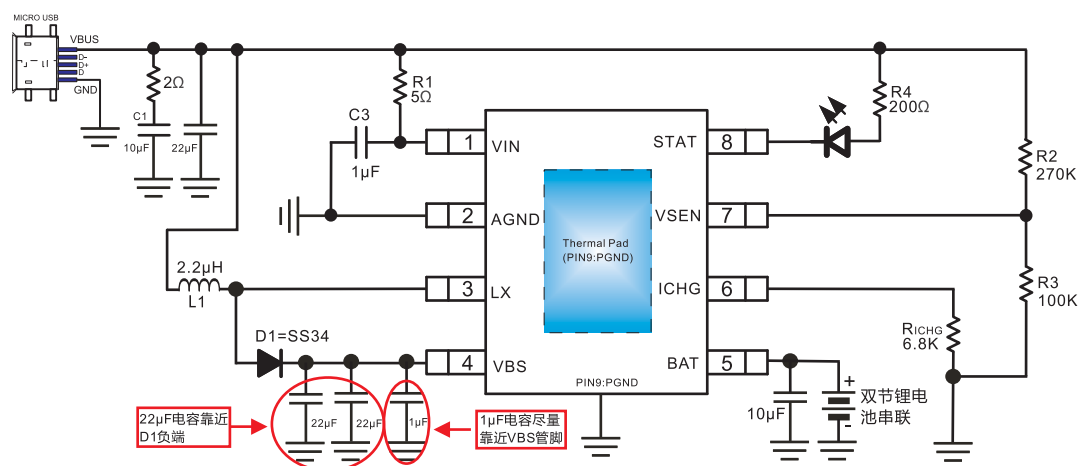 MICRO USB
VBUS
D-
D+
D
GND
2Ω
C1
10μF
22μF
R1
5Ω
C3
1μF
R4
200Ω
1
VIN
STAT
8
R2
270K
2
AGND
VSEN
7
Thermal Pad
(PIN9:PGND)
2.2μH
L1
3
LX
ICHG
6
R3
100K
RICHG
6.8K
D1=SS34
4
VBS
BAT
5
PIN9:PGND
10μF
+
-
双节锂电
池串联
22μF
22μF
1μF
22μF电容靠近
D1负端
1μF电容尽量
靠近VBS管脚